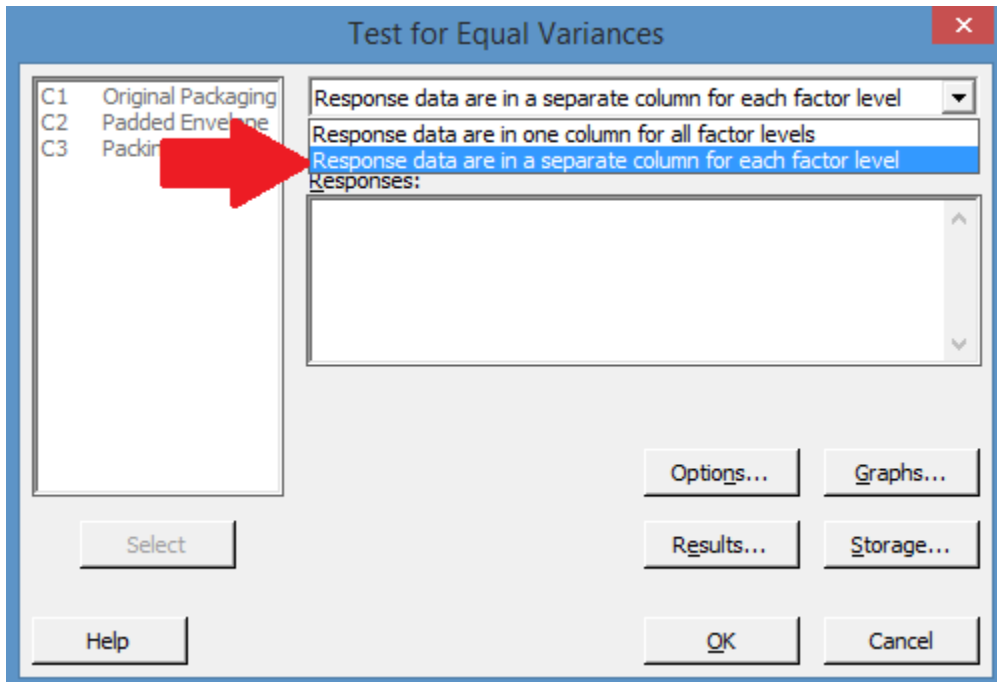 Test for Equal Variances
C1 Original Packaging
C2 Padded Envelope
C3
Response data are in a separate column for each factor level
Response data are in one column for all factor levels
Response data are in a separate column for each factor level
Responses:
Options...
Graphs...
Select
Results...
Storage...
Help
OK
Cancel